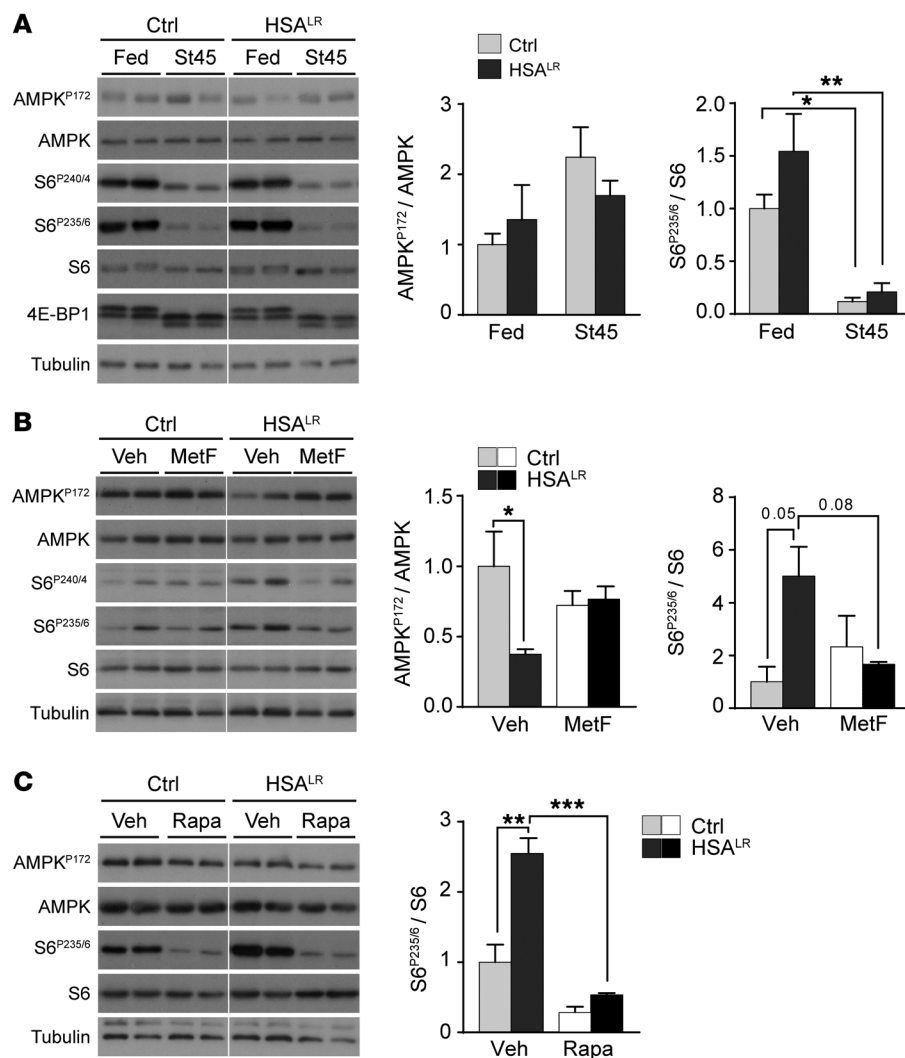 A
Ctrl HSA^LR
Fed St45 Fed St45
AMPK^P172
AMPK
S6^P240/4
S6^P235/6
S6
4E-BP1
Tubulin
Ctrl
HSA^LR
AMPK^P172 / AMPK
3
2
1
0
Fed St45
S6^P235/6 / S6
2.0
1.5
1.0
0.5
0.0
* **
Fed St45
B
Ctrl HSA^LR
Veh MetF Veh MetF
AMPK^P172
AMPK
S6^P240/4
S6^P235/6
S6
Tubulin
Ctrl
HSA^LR
AMPK^P172 / AMPK
1.5
1.0
0.5
0.0
*
Veh MetF
S6^P235/6 / S6
8
6
4
2
0
0.05 0.08
Veh MetF
C
Ctrl HSA^LR
Veh Rapa Veh Rapa
AMPK^P172
AMPK
S6^P235/6
S6
Tubulin
S6^P235/6 / S6
3
2
1
0
** ***
Veh Rapa
Ctrl
HSA^LR